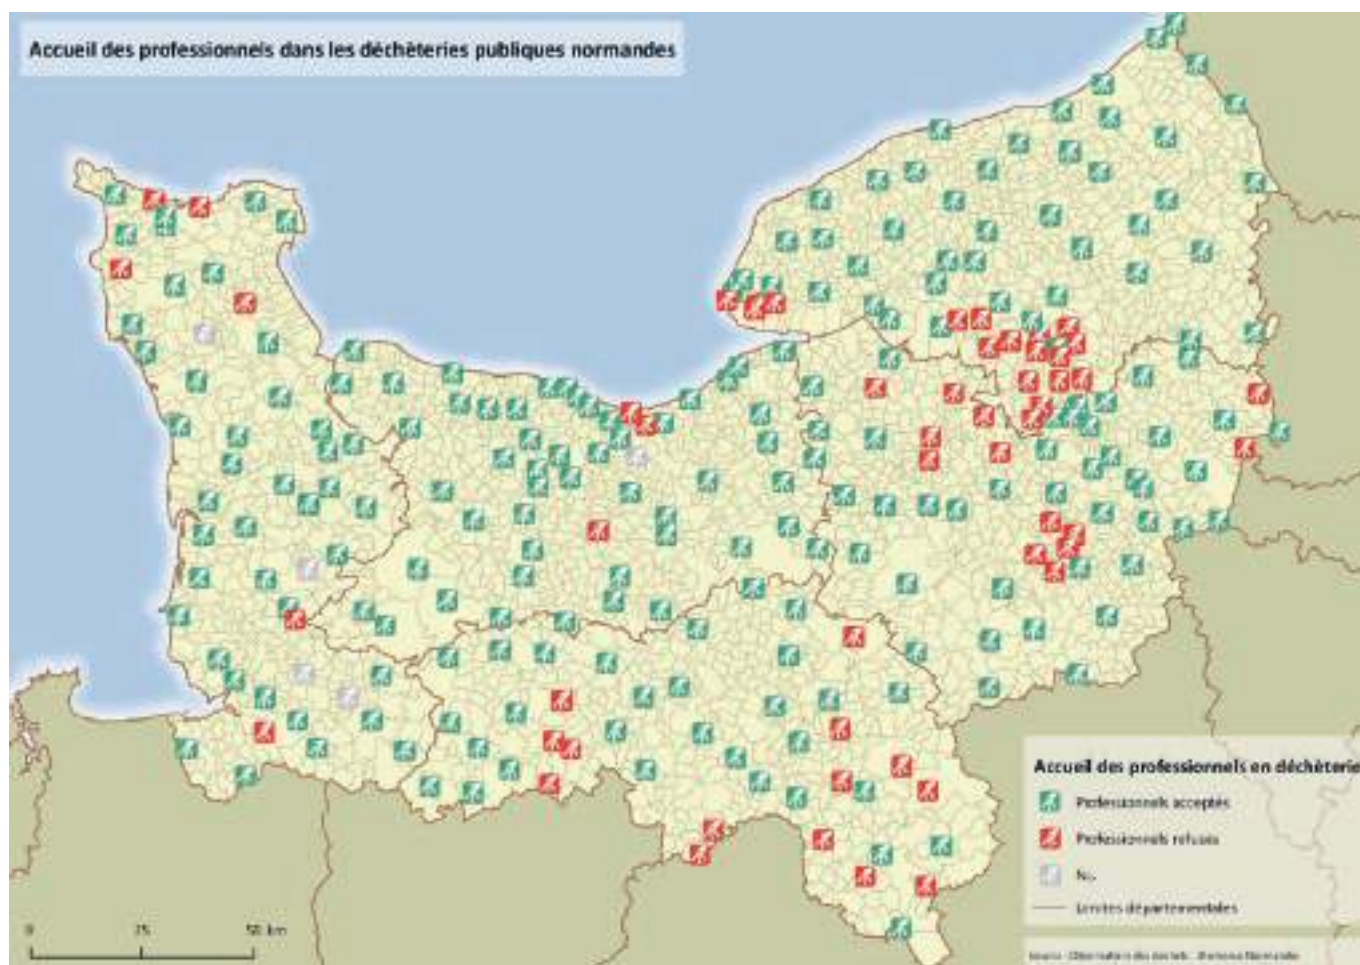 Accueil des professionnels dans les déchèteries publiques normandes
Accueil des professionnels en déchèterie
Professionnels acceptés
Professionnels refusés
Limites départementales
0 25 50 km